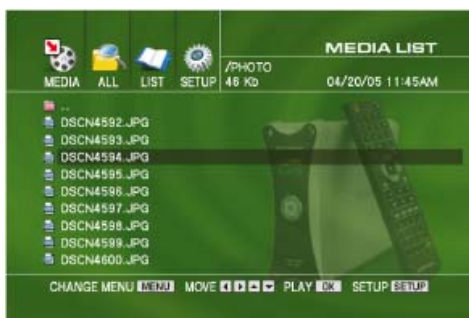 MEDIA LIST
MEDIA ALL LIST SETUP
/PHOTO
46 Kb 04/20/05 11:45AM
..
DSCN4592.JPG
DSCN4593.JPG
DSCN4594.JPG
DSCN4595.JPG
DSCN4596.JPG
DSCN4597.JPG
DSCN4598.JPG
DSCN4599.JPG
DSCN4600.JPG
CHANGE MENU MENU MOVE PLAY OK SETUP SETUP